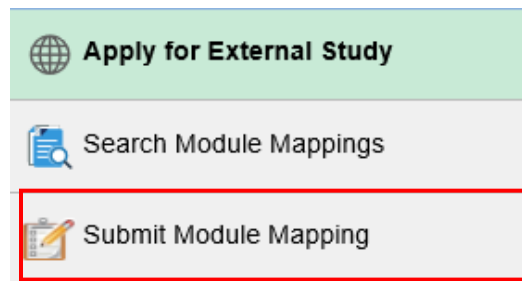 Apply for External Study
Search Module Mappings
Submit Module Mapping